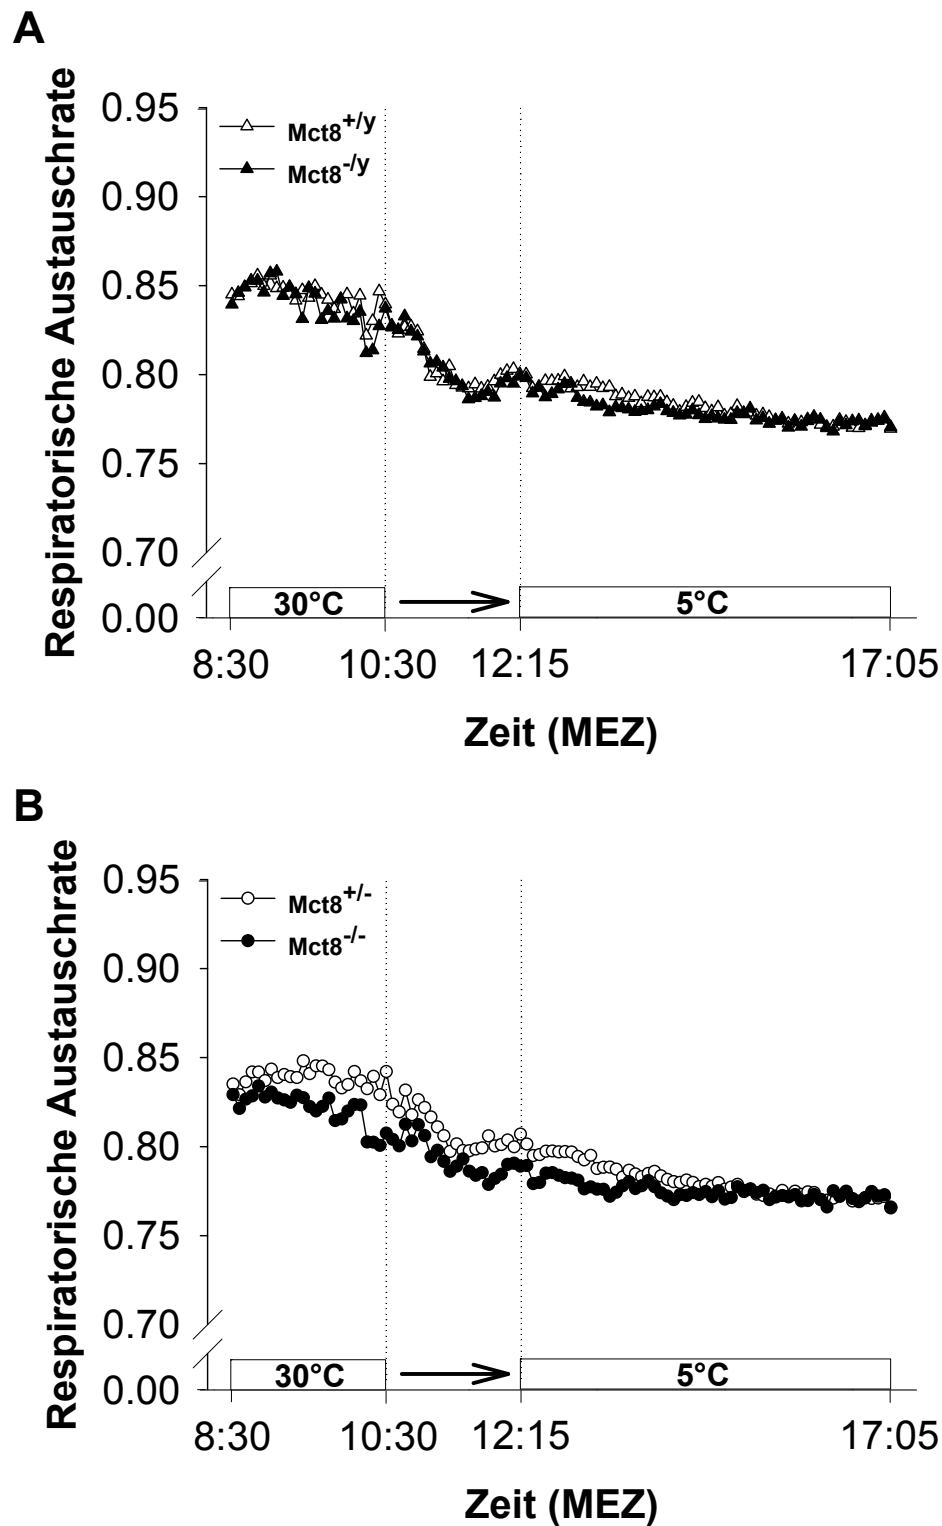 A
Respiratorische Austauschrate
0.95
0.90
0.85
0.80
0.75
0.70
0.00
Mct8+/y
Mct8-/y
30°C
5°C
8:30 10:30 12:15 17:05
Zeit (MEZ)
B
Respiratorische Austauschrate
0.95
0.90
0.85
0.80
0.75
0.70
0.00
Mct8+/-
Mct8-/-
30°C
5°C
8:30 10:30 12:15 17:05
Zeit (MEZ)